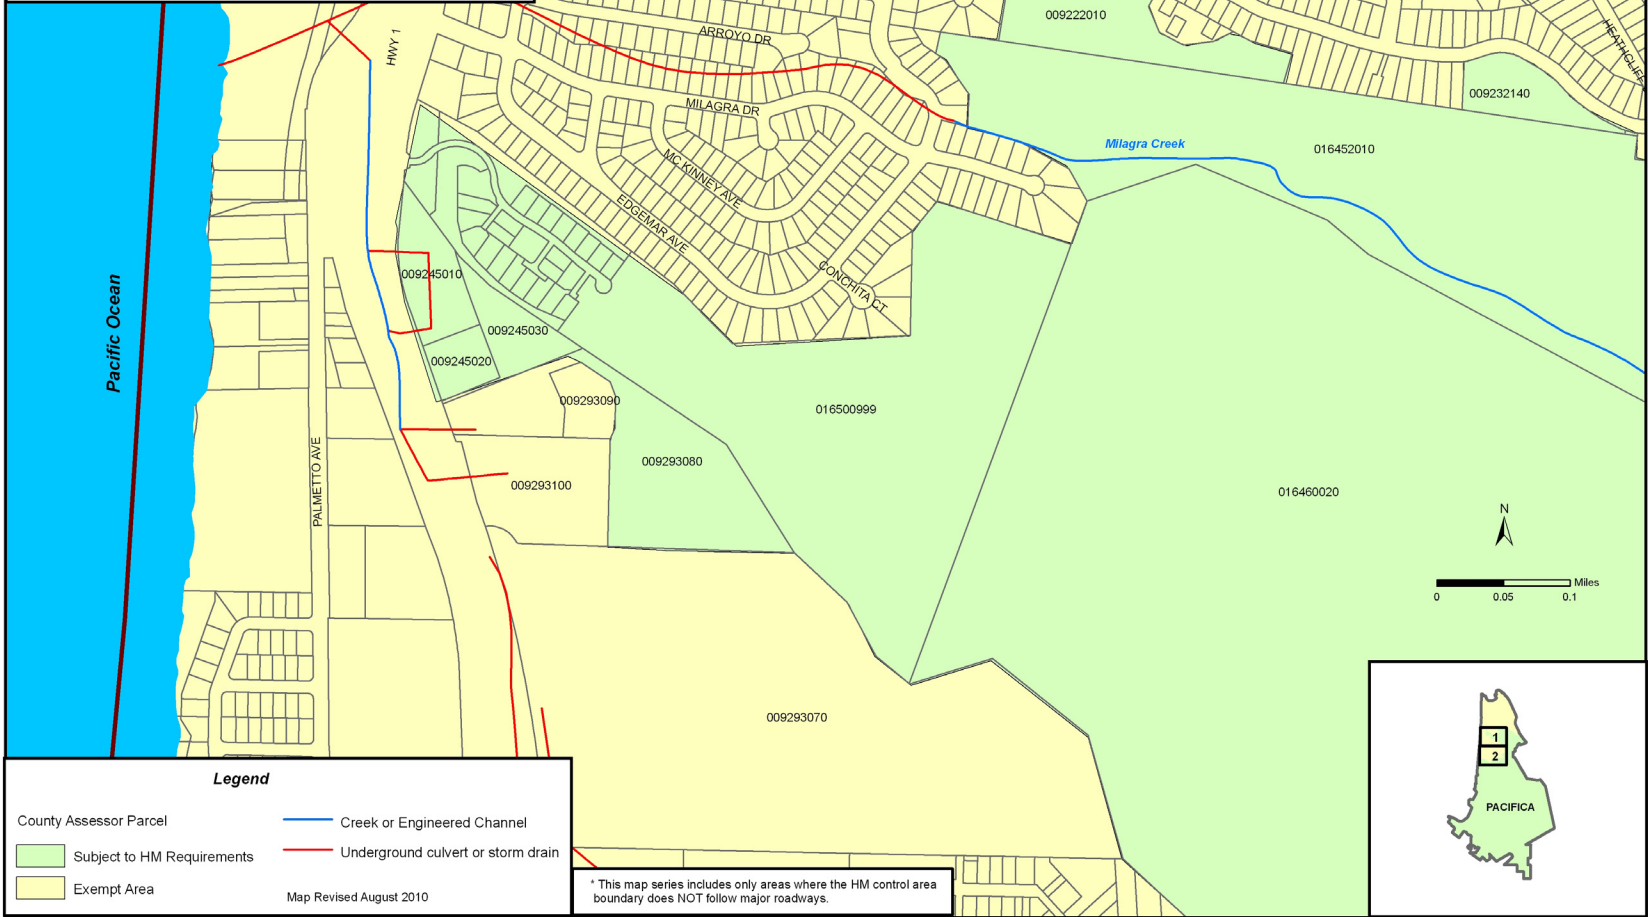 009222010
ARROYO DR
HWY 1
HEATHCLIFF
009232140
MILAGRA DR
Milagra Creek
016452010
MC KINNEY AVE
EDGEMAR AVE
CONCHITA CT
009245010
Pacific Ocean
009245030
009245020
009293090
016500999
009293080
009293100
PALMETTO AVE
016460020
N
Miles
0 0.05 0.1
009293070
1
2
PACIFICA
Legend
County Assessor Parcel
Creek or Engineered Channel
Subject to HM Requirements
Underground culvert or storm drain
Exempt Area
Map Revised August 2010
* This map series includes only areas where the HM control area
boundary does NOT follow major roadways.